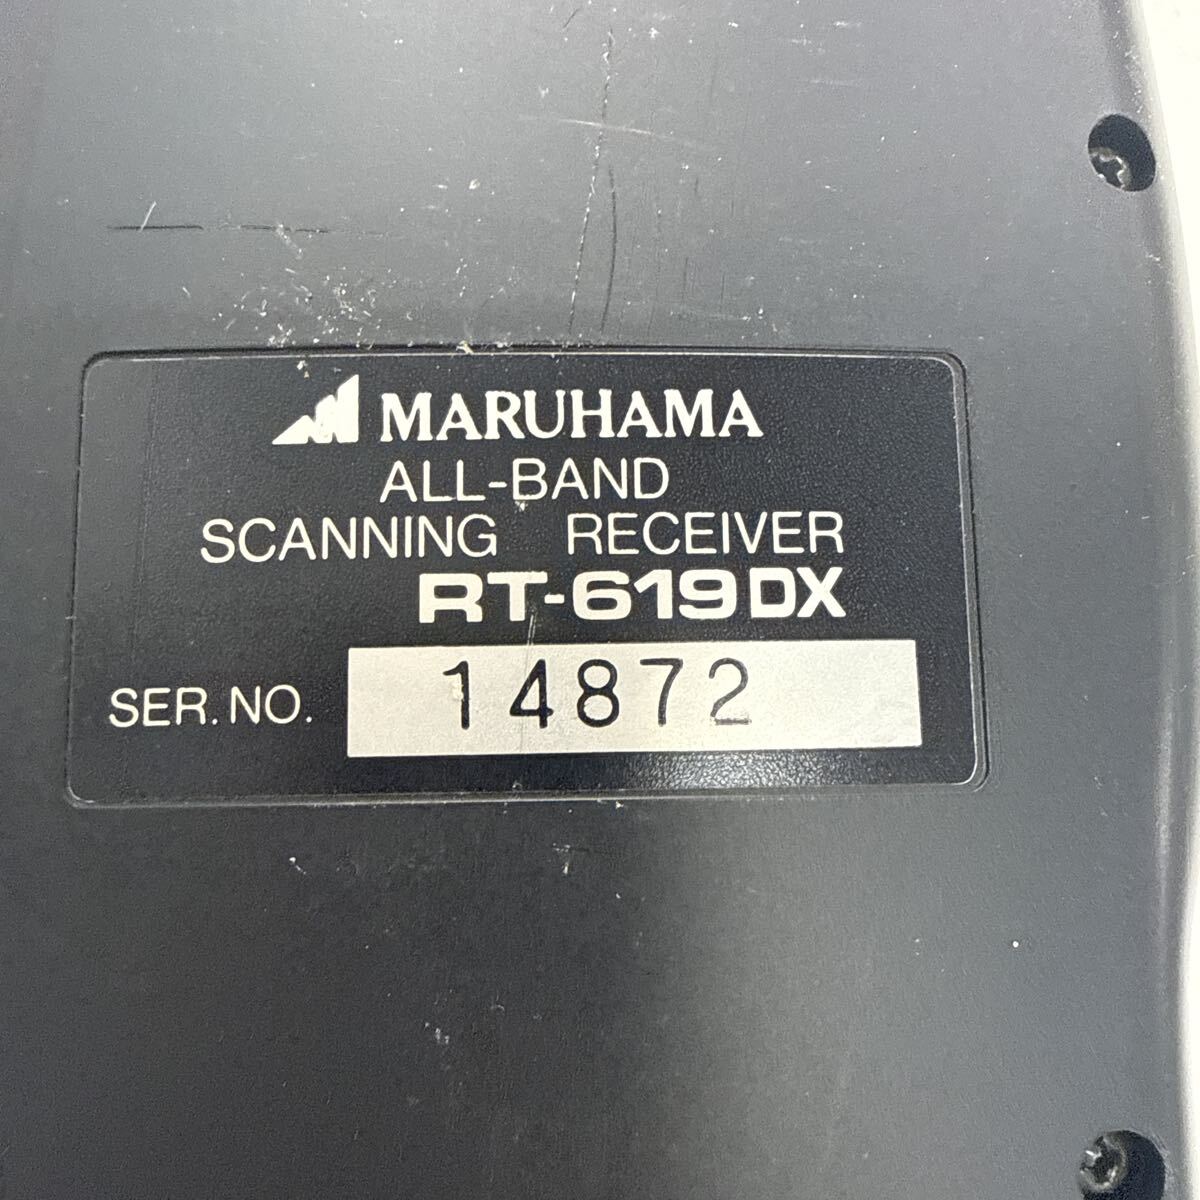 MARUHAMA
ALL-BAND
SCANNING RECEIVER
RT-619DX
SER. NO. 14872